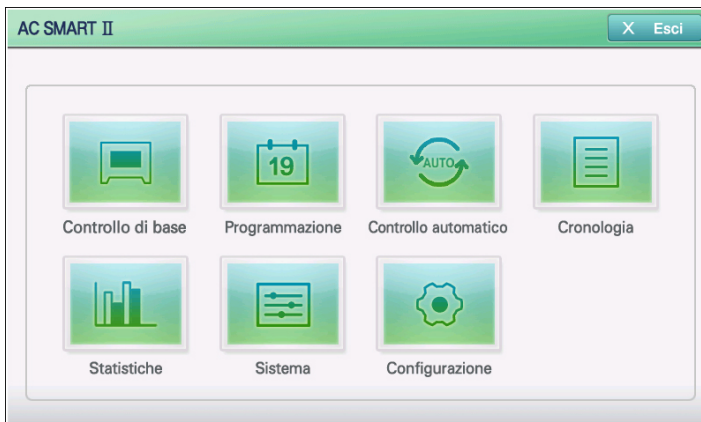 AC SMART II
X Esci
19
AUTO
Controllo di base
Programmazione
Controllo automatico
Cronologia
Statistiche
Sistema
Configurazione